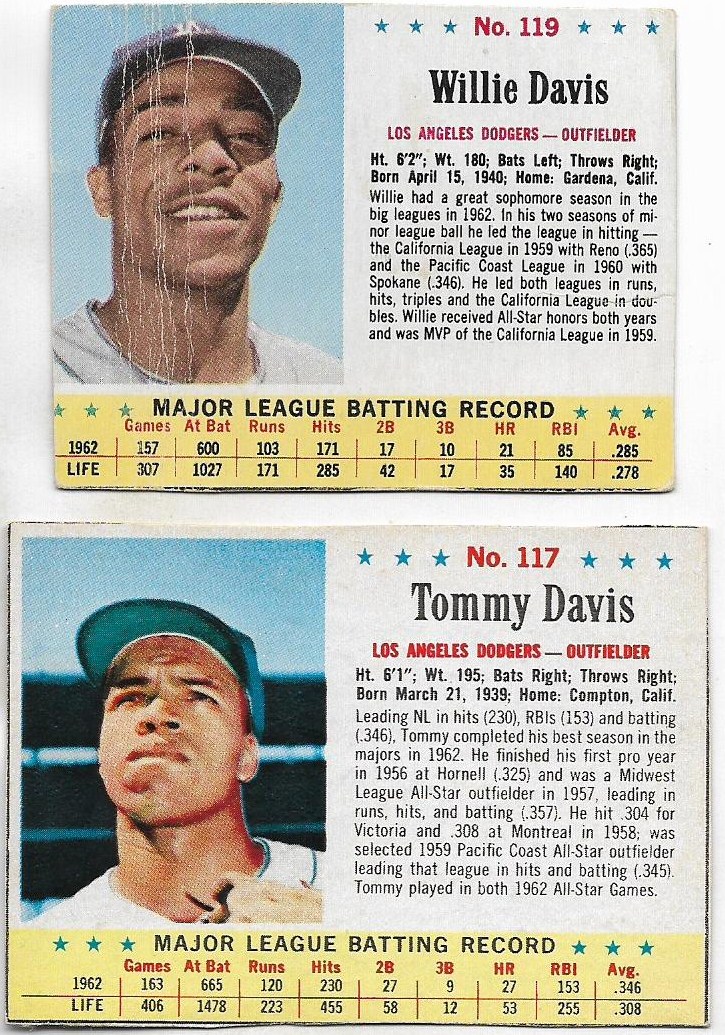 ★ ★ ★ No. 119 ★ ★ ★
Willie Davis
LOS ANGELES DODGERS — OUTFIELDER
Ht. 6'2"; Wt. 180; Bats Left; Throws Right;
Born April 15, 1940; Home: Gardena, Calif.
Willie had a great sophomore season in the
big leagues in 1962. In his two seasons of mi-
nor league ball he led the league in hitting —
the California League in 1959 with Reno (.365)
and the Pacific Coast League in 1960 with
Spokane (.346). He led both leagues in runs,
hits, triples and the California League in dou-
bles. Willie received All-Star honors both years
and was MVP of the California League in 1959.
★ ★ ★ MAJOR LEAGUE BATTING RECORD ★ ★ ★
Games At Bat Runs Hits 2B 3B HR RBI Avg.
1962 157 600 103 171 17 10 21 85 .285
LIFE 307 1027 171 285 42 17 35 140 .278
★ ★ ★ No. 117 ★ ★ ★
Tommy Davis
LOS ANGELES DODGERS — OUTFIELDER
Ht. 6'1"; Wt. 195; Bats Right; Throws Right;
Born March 21, 1939; Home: Compton, Calif.
Leading NL in hits (230), RBIs (153) and batting
(.346), Tommy completed his best season in the
majors in 1962. He finished his first pro year
in 1956 at Hornell (.325) and was a Midwest
League All-Star outfielder in 1957, leading in
runs, hits, and batting (.357). He hit .304 for
Victoria and .308 at Montreal in 1958; was
selected 1959 Pacific Coast All-Star outfielder
leading that league in hits and batting (.345).
Tommy played in both 1962 All-Star Games.
★ ★ ★ MAJOR LEAGUE BATTING RECORD ★ ★ ★
Games At Bat Runs Hits 2B 3B HR RBI Avg.
1962 163 665 120 230 27 9 27 153 .346
LIFE 406 1478 223 455 58 12 53 255 .308